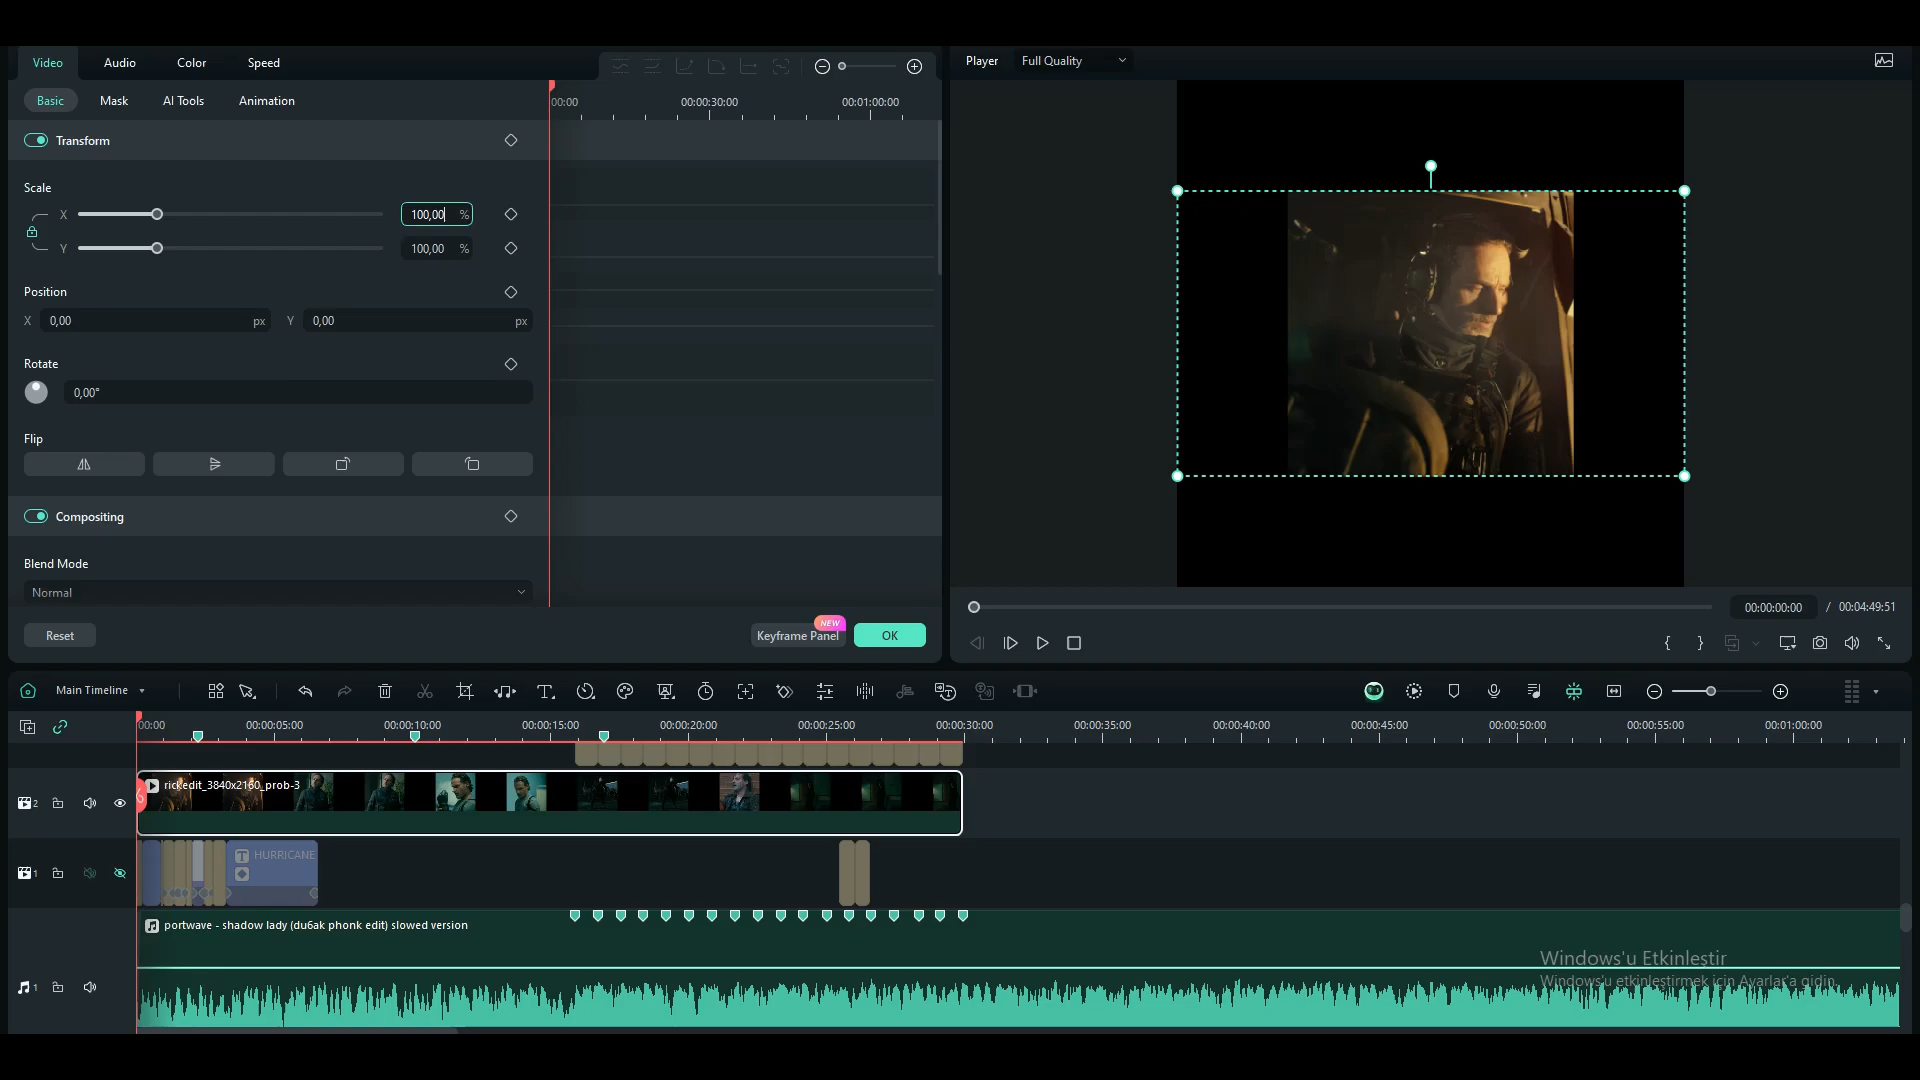 Video Audio Color Speed
Player Full Quality
Basic Mask AI Tools Animation
00:00 00:00:30:00 00:01:00:00
Transform
Scale
X 100,00 %
Y 100,00 %
Position
X 0,00 px Y 0,00 px
Rotate
0,00°
Flip
Compositing
Blend Mode
Normal
Reset
NEW
Keyframe Panel
OK
00:00:00:00 / 00:04:49:51
Main Timeline
00:00 00:00:05:00 00:00:10:00 00:00:15:00 00:00:20:00 00:00:25:00 00:00:30:00 00:00:35:00 00:00:40:00 00:00:45:00 00:00:50:00 00:00:55:00 00:01:00:00
2
rickedit_3840x2160_prob-3
1
T HURRICANE
portwave - shadow lady (du6ak phonk edit) slowed version
1
Windows'u Etkinleştir
Windows'u etkinleştirmek için Ayarlar'a gidin.